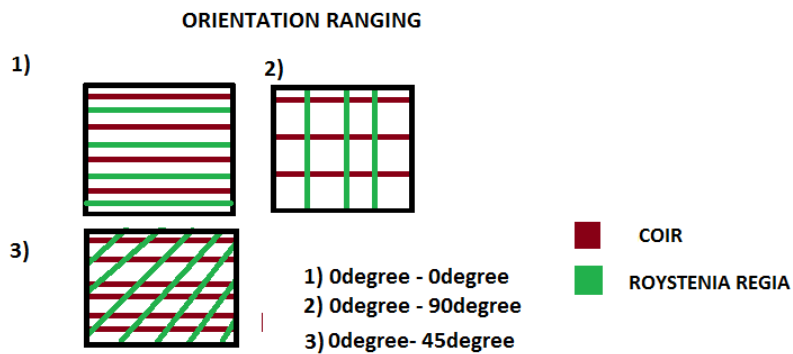 ORIENTATION RANGING
1)
2)
3)
COIR
ROYSTENIA REGIA
1) 0degree - 0degree
2) 0degree - 90degree
3) 0degree- 45degree